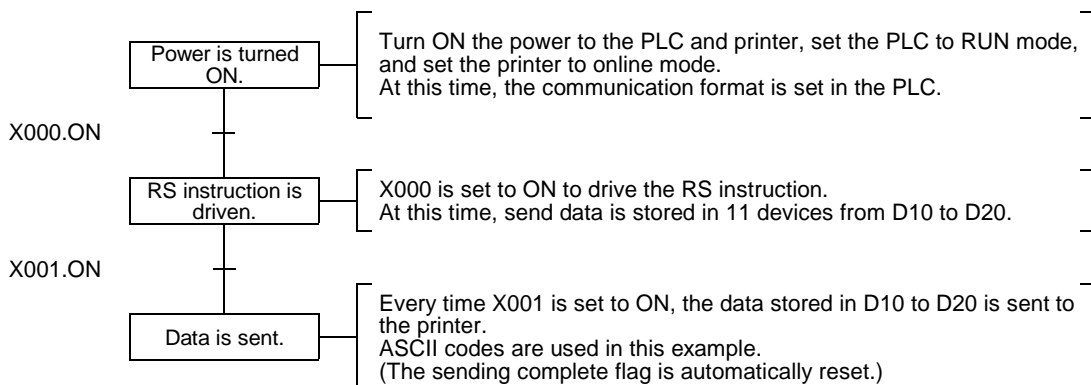 Power is turned
ON.
Turn ON the power to the PLC and printer, set the PLC to RUN mode,
and set the printer to online mode.
At this time, the communication format is set in the PLC.
X000.ON
RS instruction is
driven.
X000 is set to ON to drive the RS instruction.
At this time, send data is stored in 11 devices from D10 to D20.
X001.ON
Data is sent.
Every time X001 is set to ON, the data stored in D10 to D20 is sent to
the printer.
ASCII codes are used in this example.
(The sending complete flag is automatically reset.)